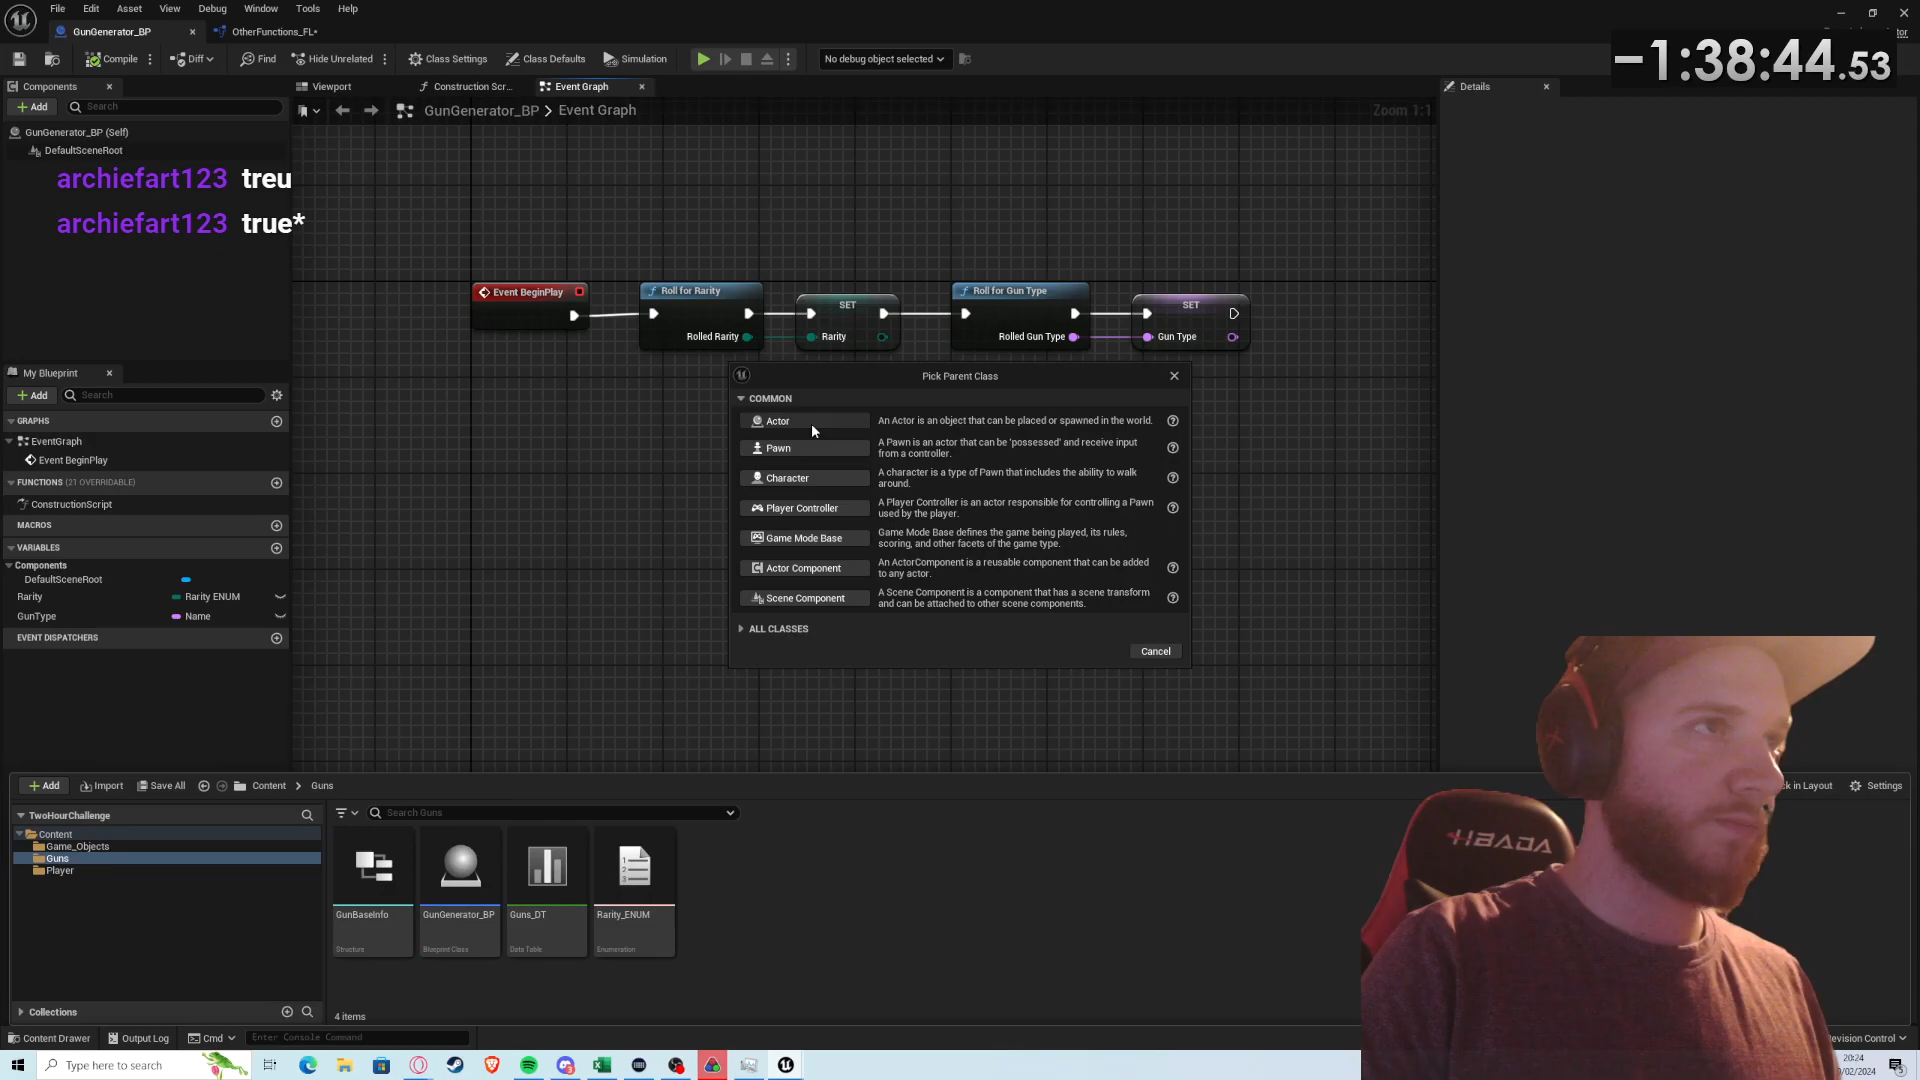 File Edit Asset View Debug Window Tools Help
GunGenerator_BP
OtherFunctions_FL*
Compile Diff Find Hide Unrelated Class Settings Class Defaults Simulation No debug object selected
-1:38:44.53
Components
Viewport Construction Scr... Event Graph
Details
Add Search
GunGenerator_BP > Event Graph
Zoom 1:1
GunGenerator_BP (Self)
DefaultSceneRoot
archiefart123 treu
archiefart123 true*
Event BeginPlay
Roll for Rarity
Rolled Rarity
SET
Rarity
Roll for Gun Type
Rolled Gun Type
SET
Gun Type
My Blueprint
Add Search
GRAPHS
EventGraph
Event BeginPlay
FUNCTIONS (21 OVERRIDABLE)
ConstructionScript
MACROS
VARIABLES
Components
DefaultSceneRoot
Rarity Rarity ENUM
GunType Name
EVENT DISPATCHERS
Pick Parent Class
COMMON
Actor An Actor is an object that can be placed or spawned in the world.
Pawn A Pawn is an actor that can be 'possessed' and receive input
from a controller.
Character A character is a type of Pawn that includes the ability to walk
around.
Player Controller A Player Controller is an actor responsible for controlling a Pawn
used by the player.
Game Mode Base Game Mode Base defines the game being played, its rules,
scoring, and other facets of the game type.
Actor Component An ActorComponent is a reusable component that can be added
to any actor.
Scene Component A Scene Component is a component that has a scene transform
and can be attached to other scene components.
ALL CLASSES
Cancel
Add Import Save All Content > Guns
ck in Layout Settings
TwoHourChallenge
Search Guns
Content
Game_Objects
Guns
Player
GunBaseInfo
Structure
GunGenerator_BP
Blueprint Class
Guns_DT
Data Table
Rarity_ENUM
Enumeration
HIBADA
Collections
4 items
Content Drawer Output Log Cmd Enter Console Command
evision Control
Type here to search
20:24
/02/2024